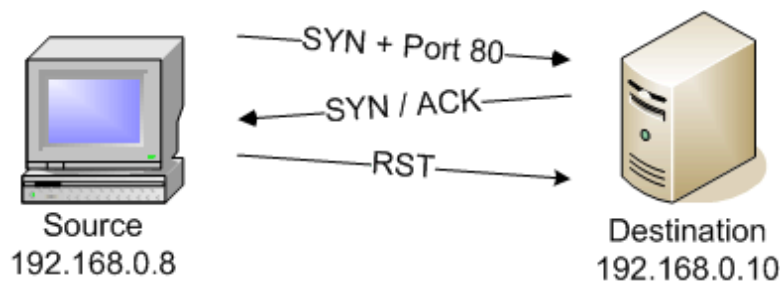 SYN + Port 80
SYN / ACK
RST
Source
192.168.0.8
Destination
192.168.0.10